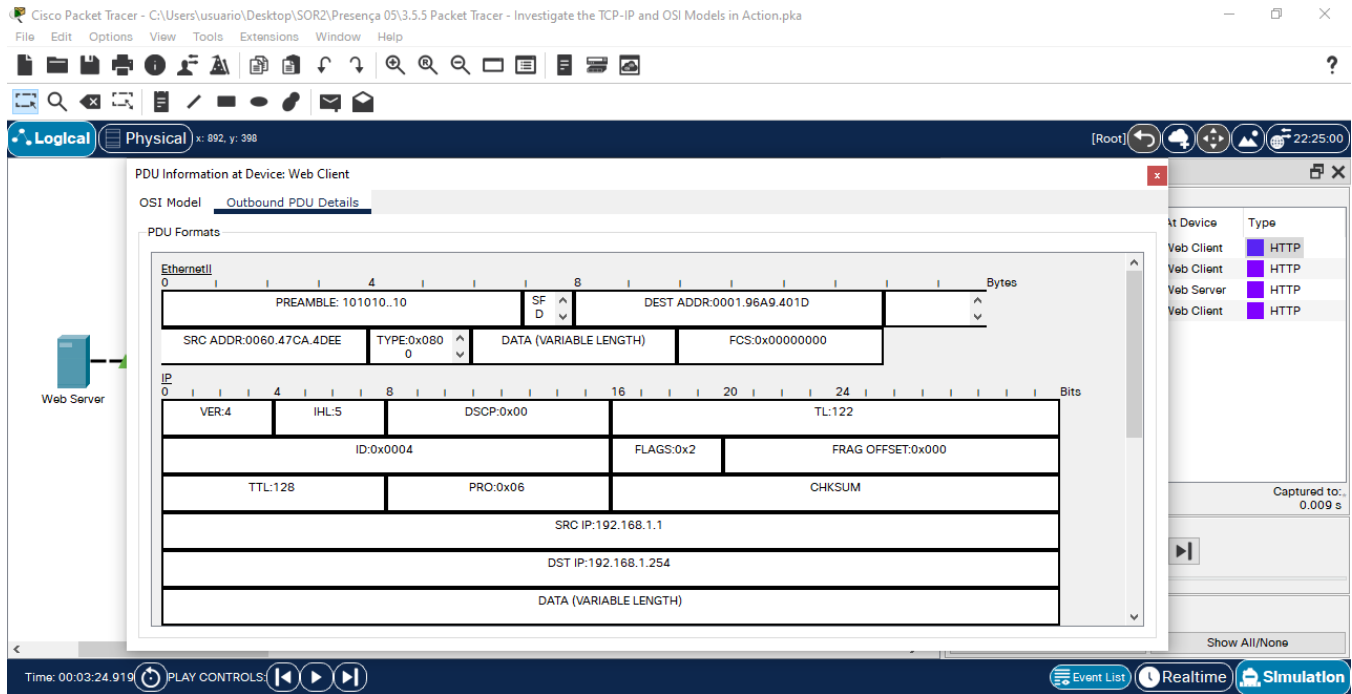 Cisco Packet Tracer - C:\Users\usuario\Desktop\SOR2\Presença 05\3.5.5 Packet Tracer - Investigate the TCP-IP and OSI Models in Action.pka
File Edit Options View Tools Extensions Window Help
?
Logical Physical x: 892, y: 398 [Root] 22:25:00
PDU Information at Device: Web Client x
OSI Model Outbound PDU Details
PDU Formats
At Device Type
Web Client HTTP
Web Client HTTP
Web Server HTTP
Web Client HTTP
EthernetII
0 4 8 Bytes
PREAMBLE: 101010..10 SF D DEST ADDR:0001.96A9.401D
SRC ADDR:0060.47CA.4DEE TYPE:0x080 0 DATA (VARIABLE LENGTH) FCS:0x00000000
IP
0 4 8 16 20 24 Bits
VER:4 IHL:5 DSCP:0x00 TL:122
ID:0x0004 FLAGS:0x2 FRAG OFFSET:0x000
TTL:128 PRO:0x06 CHKSUM
SRC IP:192.168.1.1
DST IP:192.168.1.254
DATA (VARIABLE LENGTH)
Web Server
Captured to:
0.009 s
Show All/None
Time: 00:03:24.919 PLAY CONTROLS: Event List Realtime Simulation